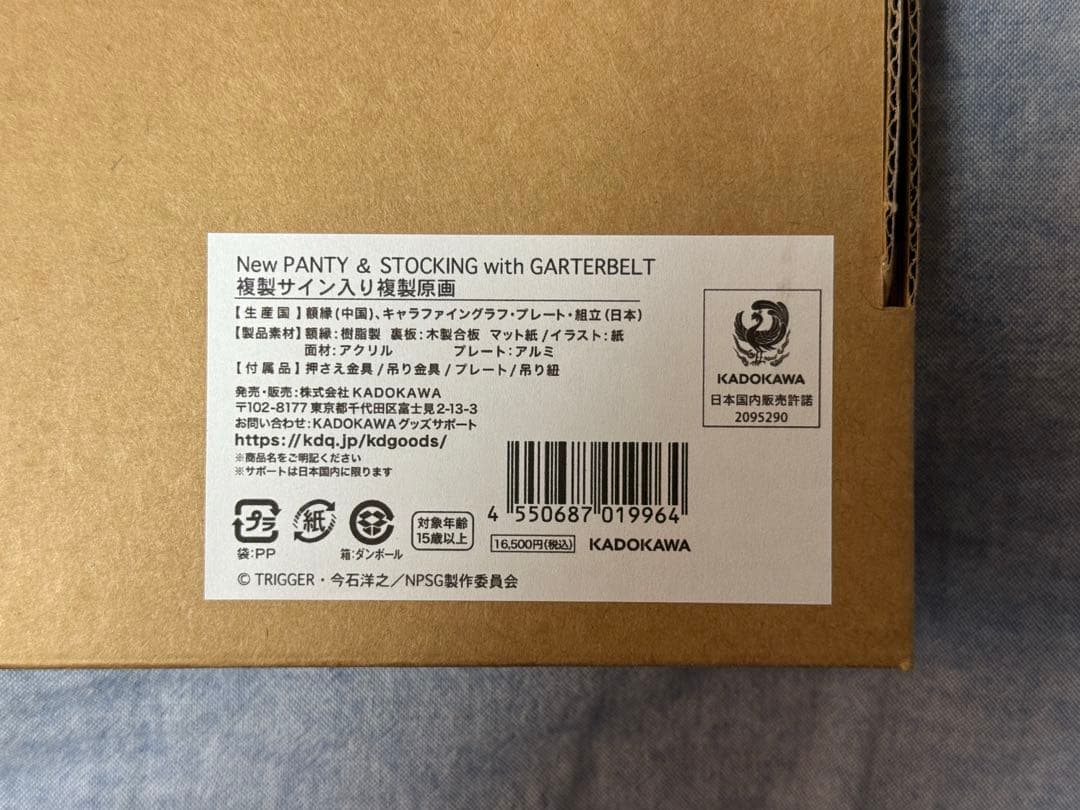 New PANTY & STOCKING with GARTERBELT
複製サイン入り複製原画
【生産国】額縁(中国)、キャラファイングラフ・プレート・組立(日本)
【製品素材】額縁:樹脂製 裏板:木製合板 マット紙/イラスト:紙
面材:アクリル プレート:アルミ
【付属品】押さえ金具/吊り金具/プレート/吊り紐
発売・販売:株式会社KADOKAWA
〒102-8177 東京都千代田区富士見2-13-3
お問い合わせ:KADOKAWAグッズサポート
https://kdq.jp/kdgoods/
※商品名をご明記ください
※サポートは日本国内に限ります
KADOKAWA
日本国内販売許諾
2095290
4 550687 019964
プラ
袋:PP
紙
箱:ダンボール
対象年齢
15歳以上
16,500円(税込)
KADOKAWA
© TRIGGER・今石洋之/NPSG製作委員会